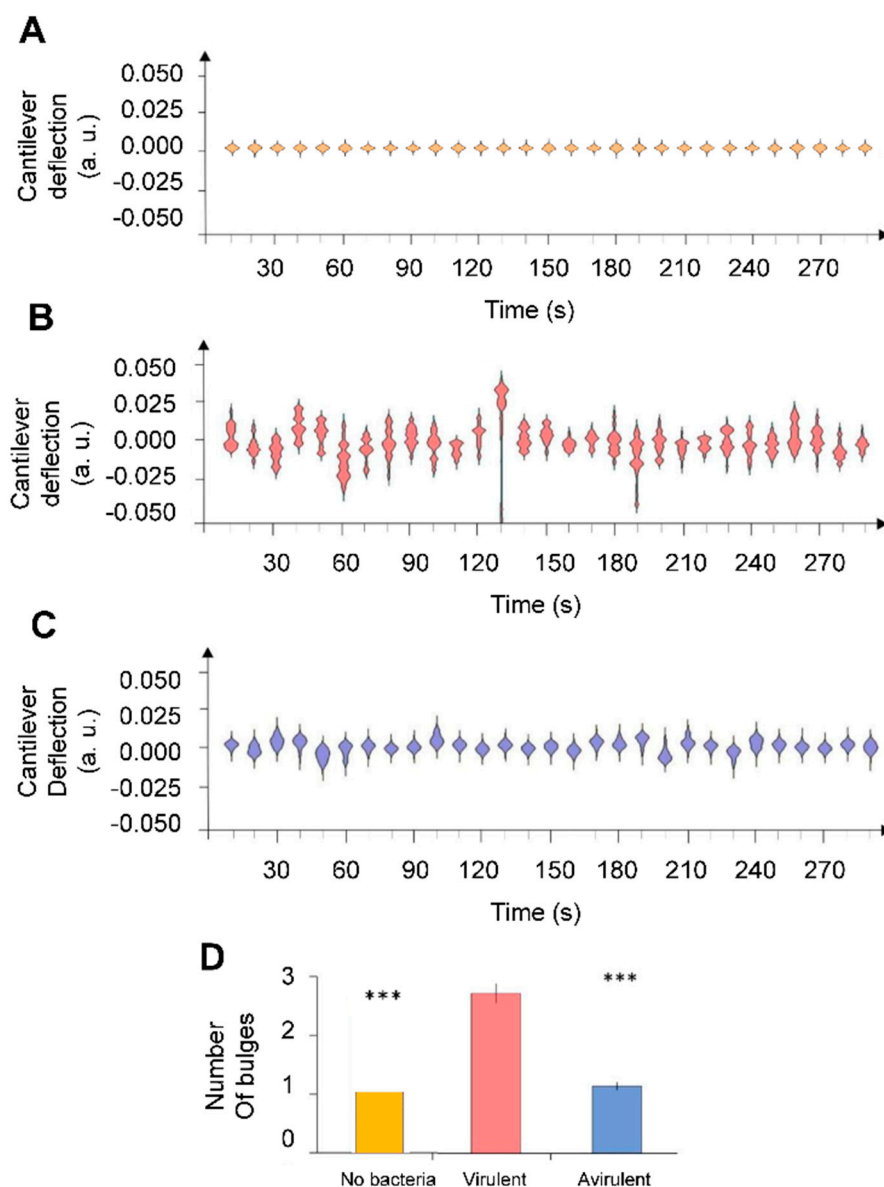 A
Cantilever
deflection
(a. u.)
0.050
0.025
0.000
-0.025
-0.050
30 60 90 120 150 180 210 240 270
Time (s)
B
Cantilever
deflection
(a. u.)
0.050
0.025
0.000
-0.025
-0.050
30 60 90 120 150 180 210 240 270
Time (s)
C
Cantilever
Deflection
(a. u.)
0.050
0.025
0.000
-0.025
-0.050
30 60 90 120 150 180 210 240 270
Time (s)
D
Number
Of bulges
3
2
1
0
*** ***
No bacteria Virulent Avirulent